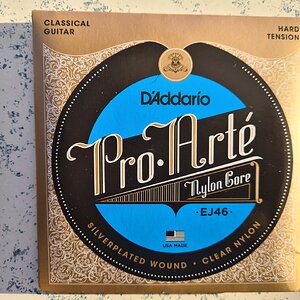 CLASSICAL
GUITAR
HARD
TENSION
D'Addario
Pro·Arté
Nylon Core
·EJ46·
USA MADE
SILVERPLATED WOUND · CLEAR NYLON